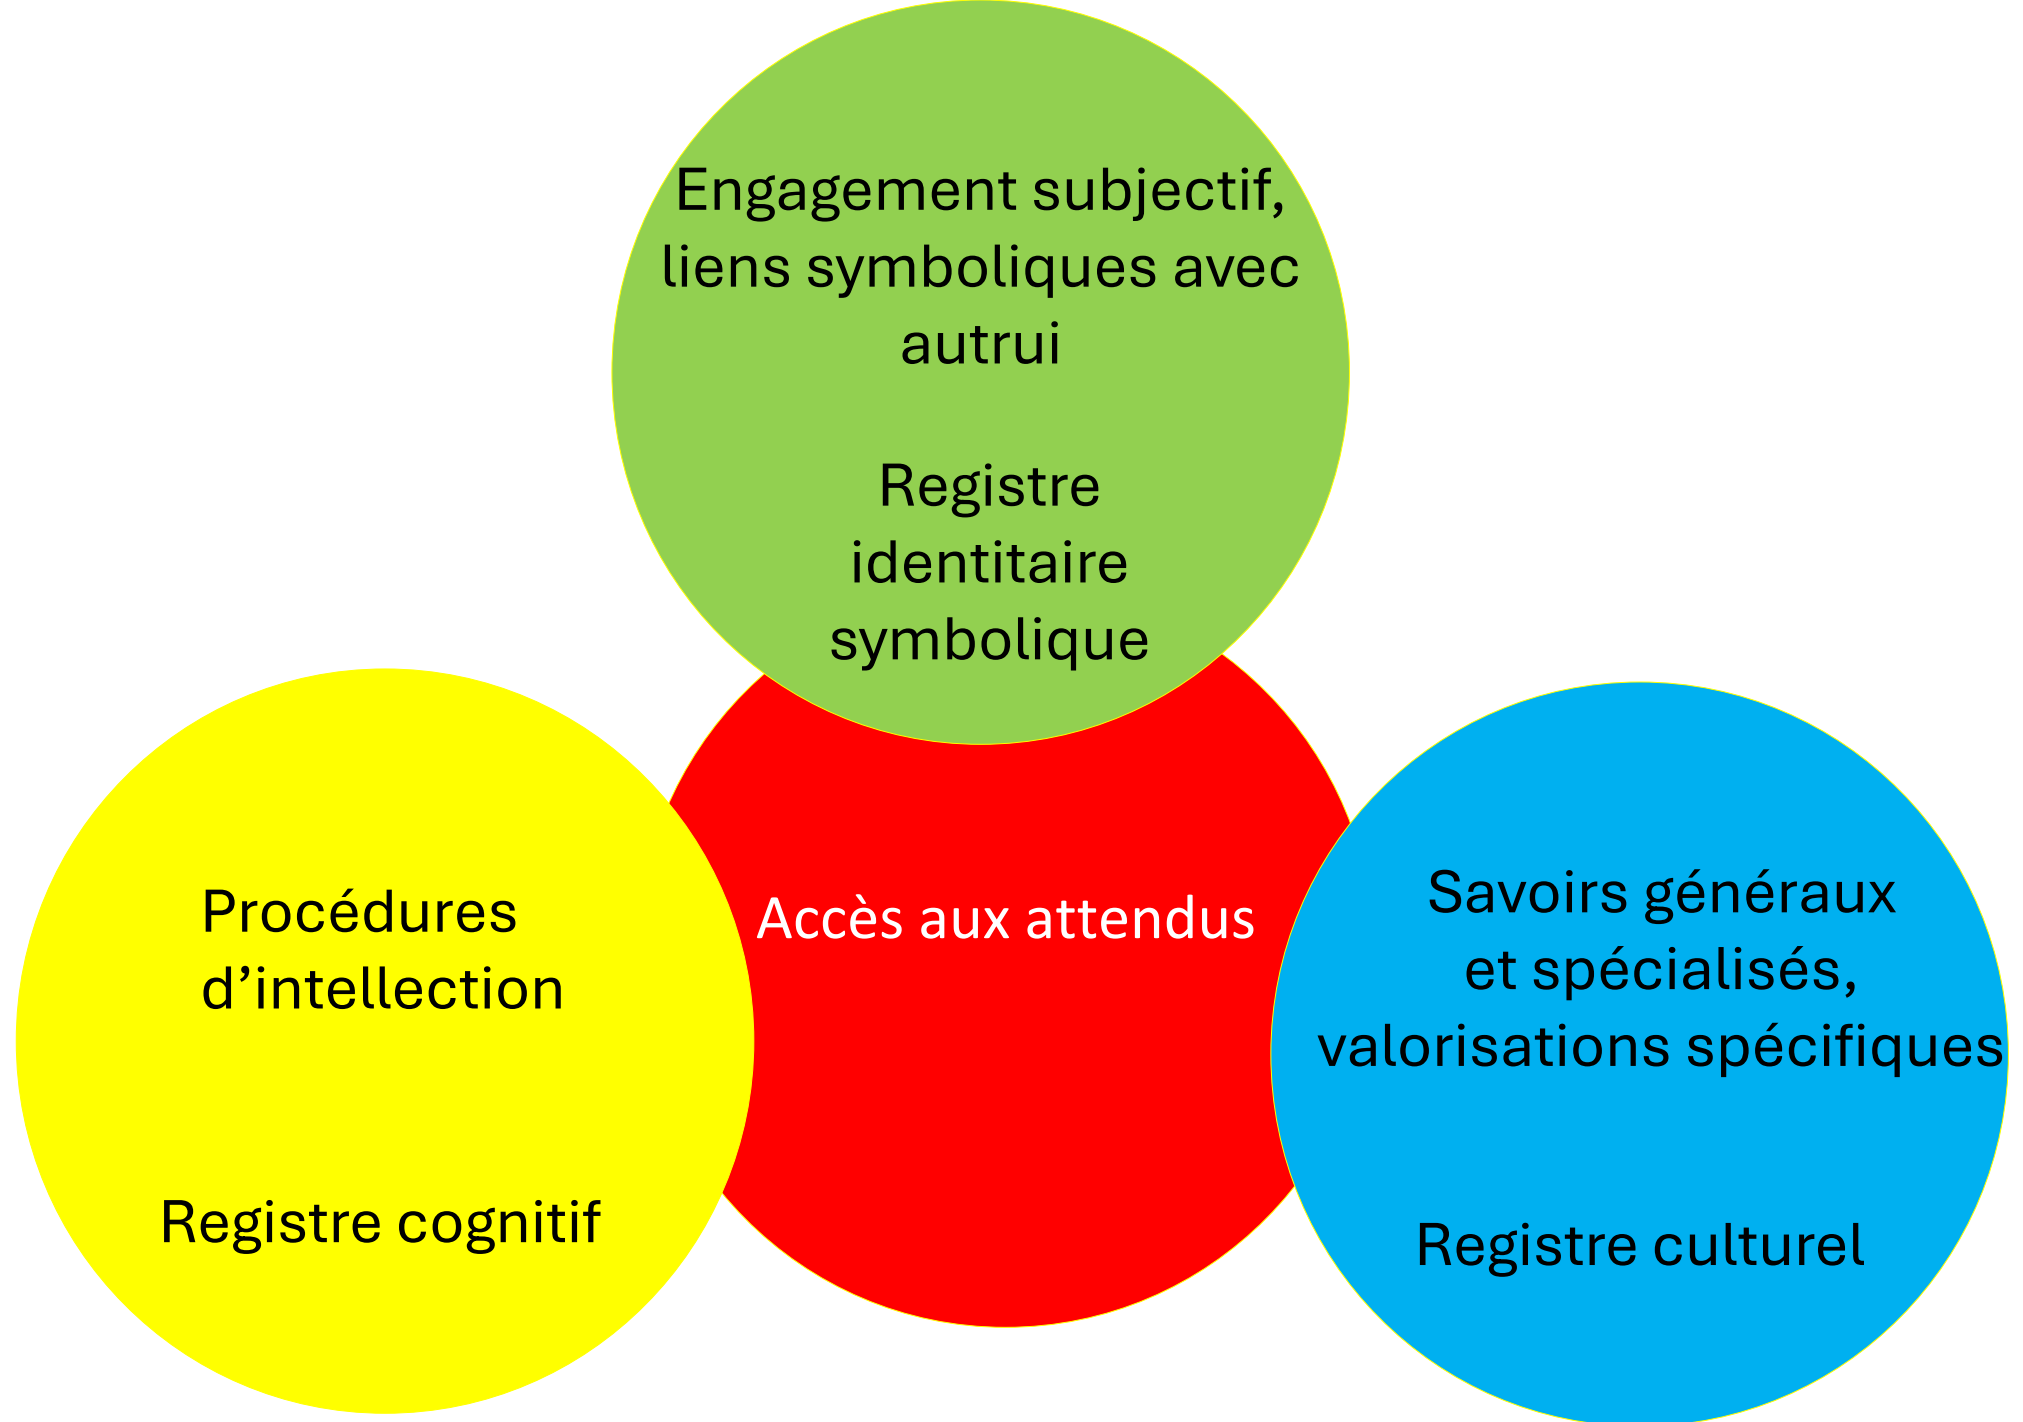 Engagement subjectif,
liens symboliques avec
autrui
Registre
identitaire
symbolique
Procédures
d’intellection
Registre cognitif
Accès aux attendus
Savoirs généraux
et spécialisés,
valorisations spécifiques
Registre culturel